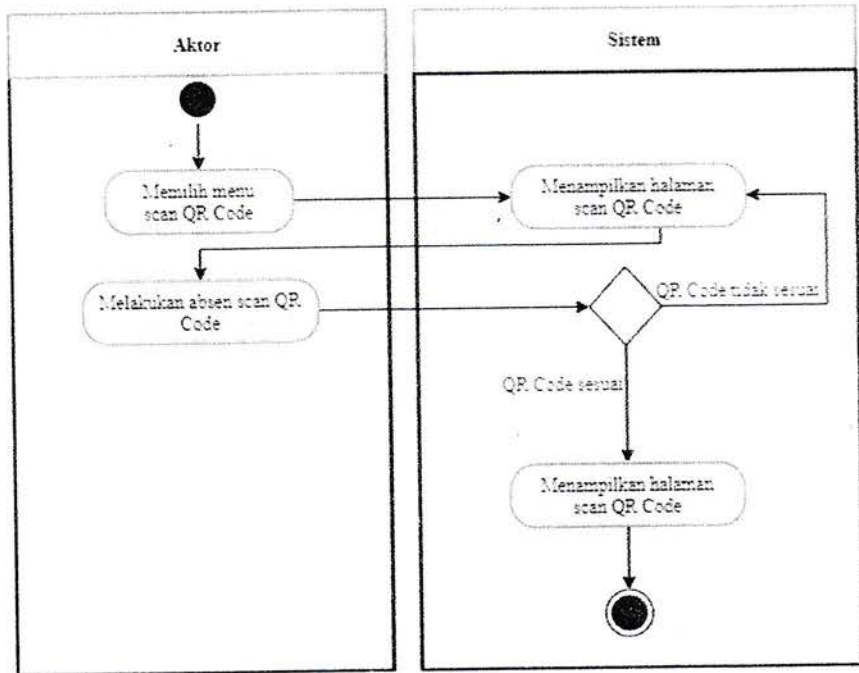 Aktor
Sistem
Memilih menu
scan QR Code
Menampilkan halaman
scan QR Code
Melakukan absen scan QR
Code
QR Code tidak sesuai
QR Code sesuai
Menampilkan halaman
scan QR Code